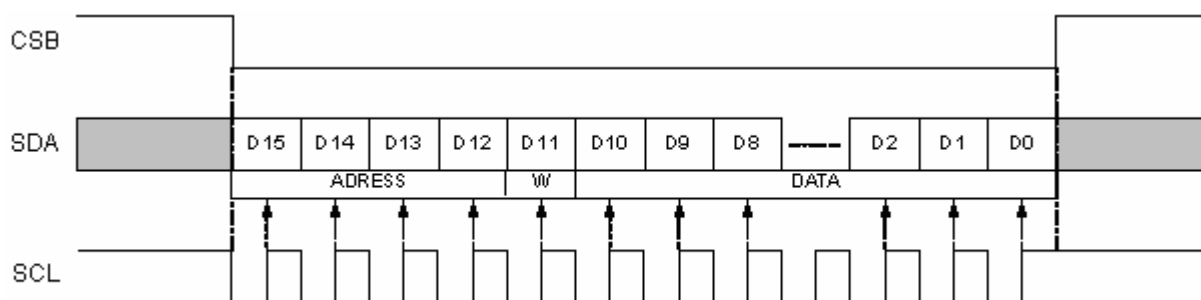 CSB
SDA D15 D14 D13 D12 D11 D10 D9 D8 D2 D1 D0
ADRESS W DATA
SCL